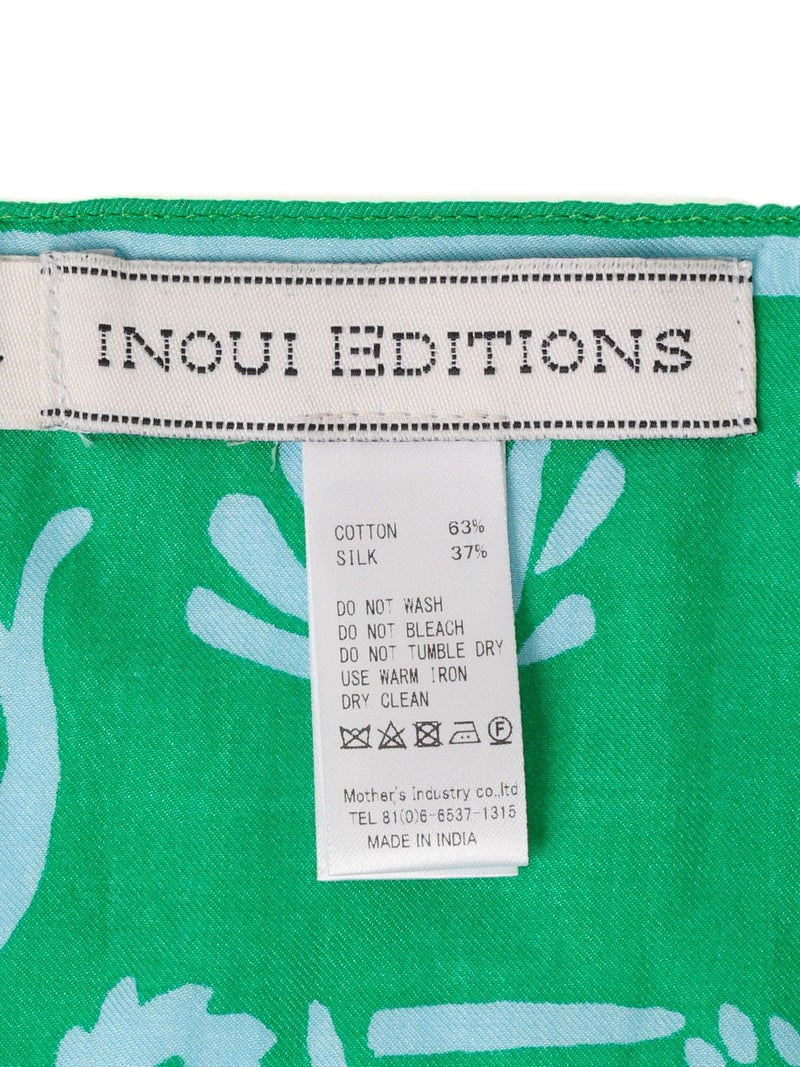 INOUI EDITIONS
COTTON 63%
SILK 37%
DO NOT WASH
DO NOT BLEACH
DO NOT TUMBLE DRY
USE WARM IRON
DRY CLEAN
F
Mother's Industry co.,ltd
TEL 81(0)6-6537-1315
MADE IN INDIA